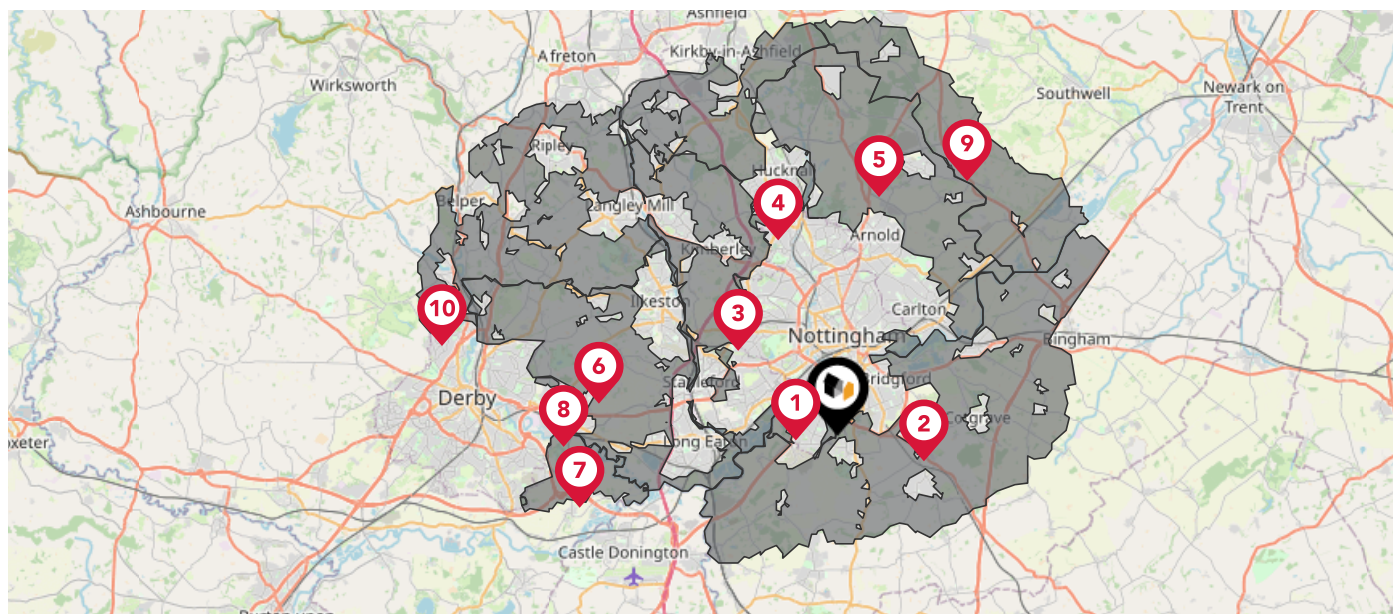 Ashfield
Kirkby-in-Ashfield
Afreton
Wirksworth
Southwell
Newark on
Trent
9
5
Ripley
Hucknall
Belper
4
Ashbourne
Langley Mill
Arnold
Kimberley
10
Ilkeston
3
Carlton
Nottingham
Bingham
6
Stapleford
Bridgford
Derby
1
8
2
Cotgrave
oxeter
Long Eaton
7
Castle Donington